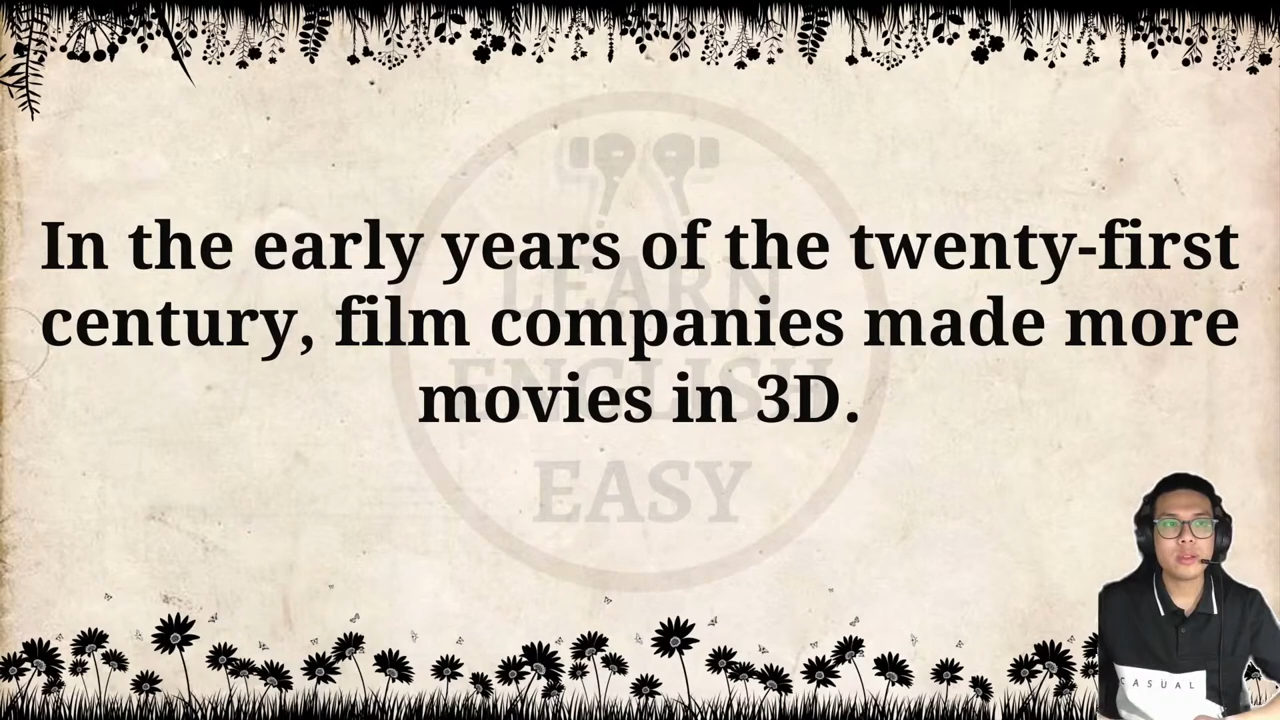 In the early years of the twenty-first
century, film companies made more
movies in 3D.
LEARN
ENGLISH
EASY
CASUAL